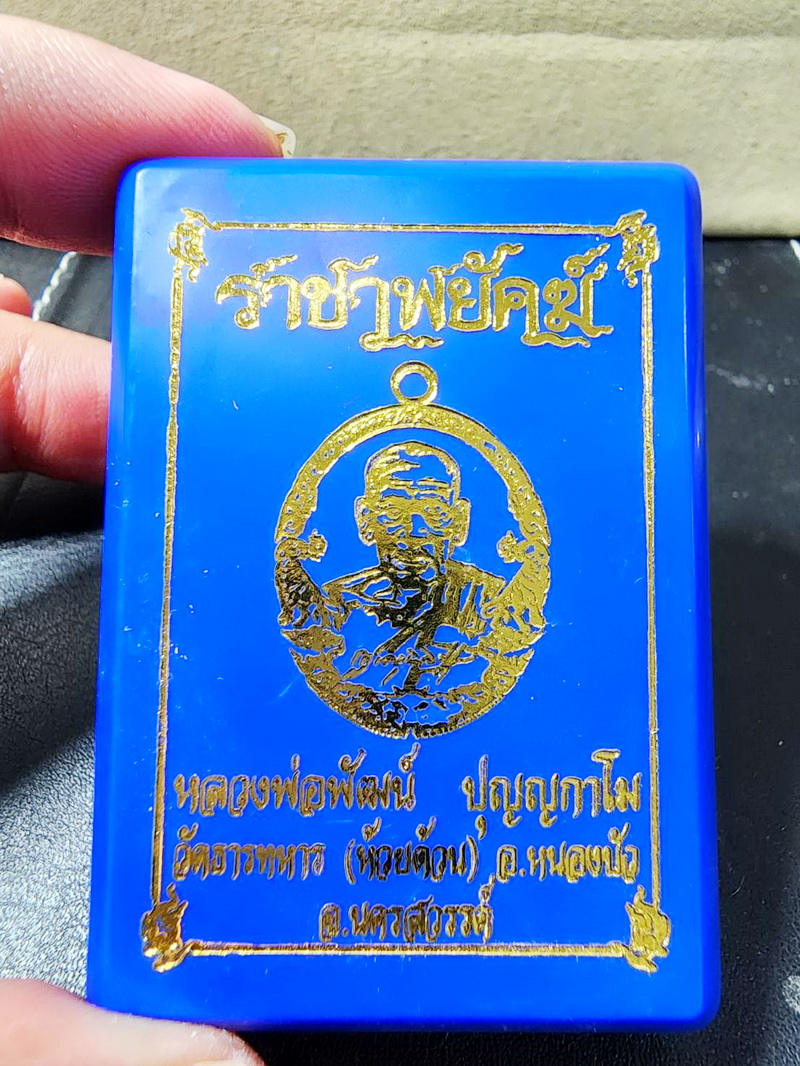 ราชาพยัคฆ์
หลวงพ่อพัฒน์ ปุญญกาโม
วัดธารทหาร (ห้วยด้วน) อ.หนองบัว
จ.นครสวรรค์